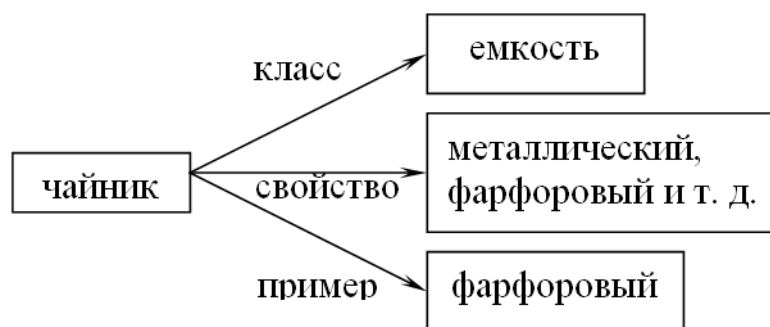 емкость
класс
металлический,
фарфоровый и т. д.
чайник
свойство
пример
фарфоровый